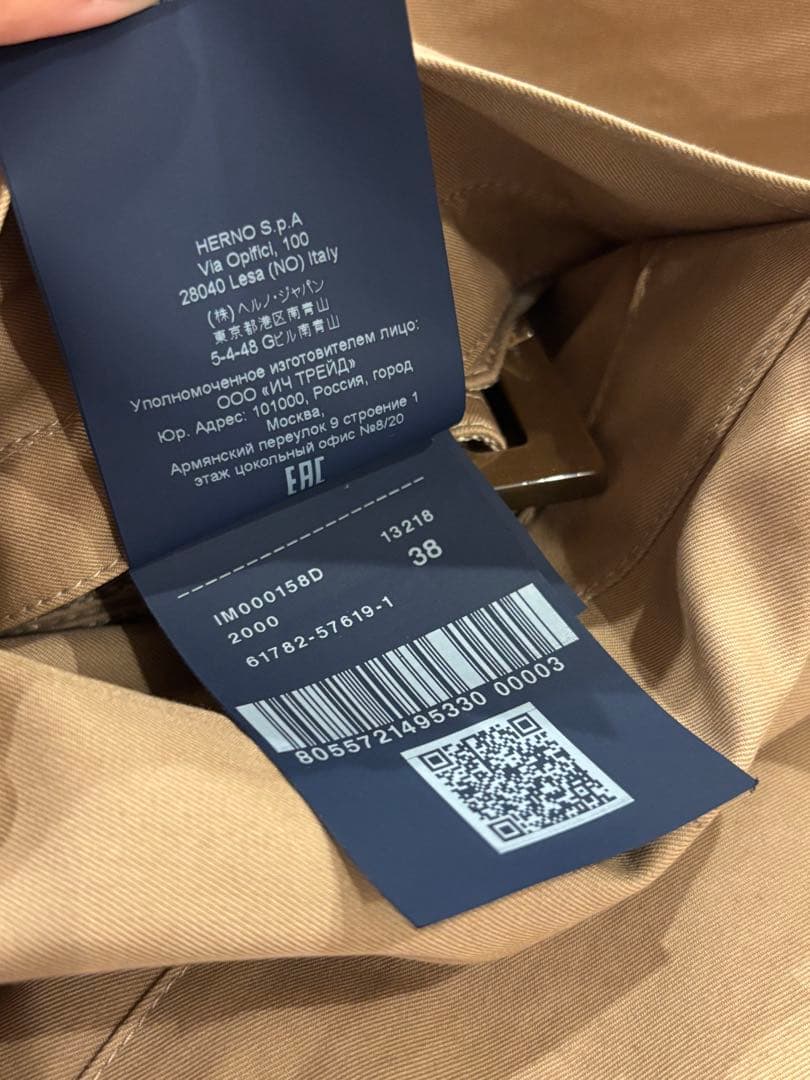 HERNO S.p.A
Via Opifici, 100
28040 Lesa (NO) Italy
(株)ヘルノ・ジャパン
東京都港区南青山
5-4-48 Gビル南青山
Уполномоченное изготовителем лицо:
ООО «ИЧ ТРЕЙД»
Юр. Адрес: 101000, Россия, город
Москва,
Армянский переулок 9 строение 1
этаж цокольный офис №8/20
EAC
IM000158D 13218
2000 38
61782-57619-1
8055721495330 00003